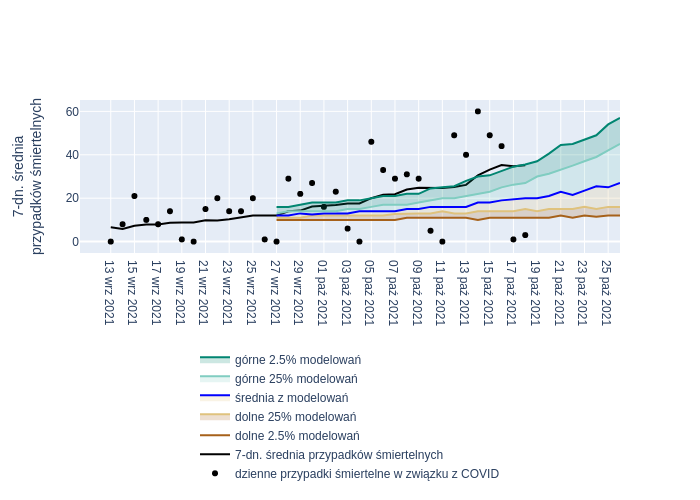 7-dn. średnia
przypadków śmiertelnych
60
40
20
0
13 wrz 2021
15 wrz 2021
17 wrz 2021
19 wrz 2021
21 wrz 2021
23 wrz 2021
25 wrz 2021
27 wrz 2021
29 wrz 2021
01 paź 2021
03 paź 2021
05 paź 2021
07 paź 2021
09 paź 2021
11 paź 2021
13 paź 2021
15 paź 2021
17 paź 2021
19 paź 2021
21 paź 2021
23 paź 2021
25 paź 2021
górne 2.5% modelowań
górne 25% modelowań
średnia z modelowań
dolne 25% modelowań
dolne 2.5% modelowań
7-dn. średnia przypadków śmiertelnych
dzienne przypadki śmiertelne w związku z COVID